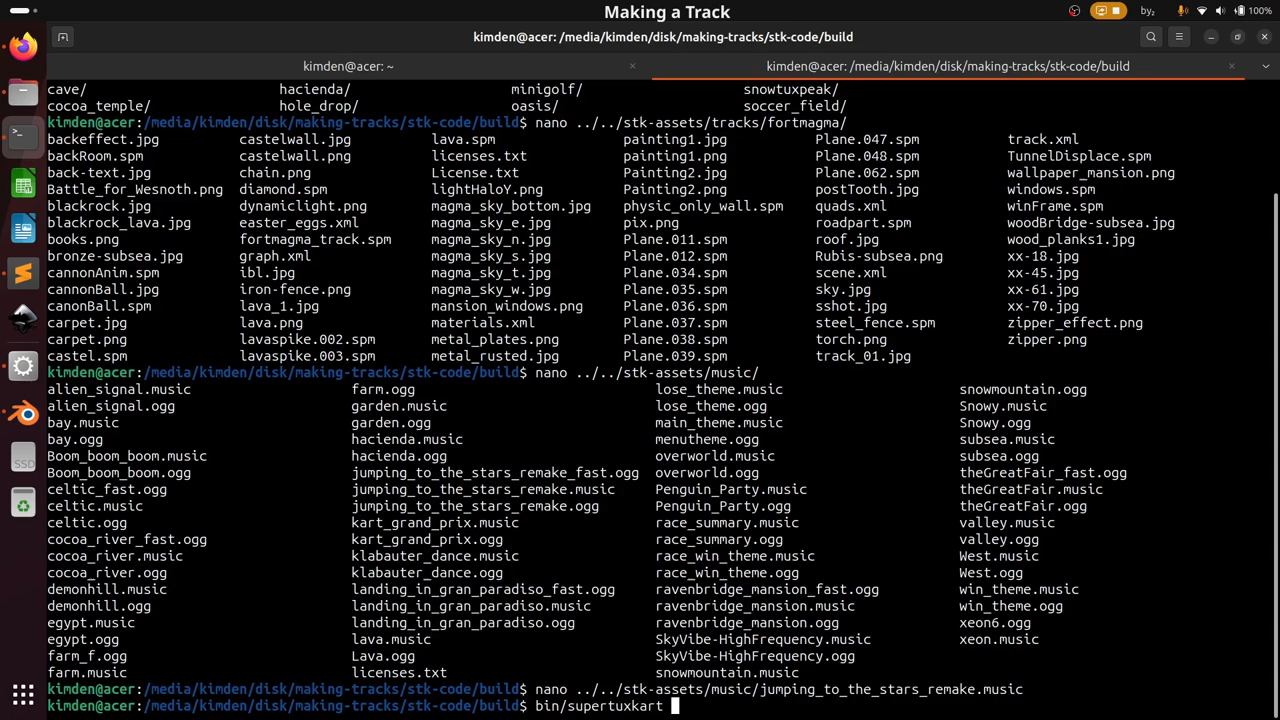 Making a Track
by₂
100%
kimden@acer: /media/kimden/disk/making-tracks/stk-code/build
kimden@acer: ~
kimden@acer: /media/kimden/disk/making-tracks/stk-code/build
cave/ hacienda/ minigolf/ snowtuxpeak/
cocoa_temple/ hole_drop/ oasis/ soccer_field/
kimden@acer:/media/kimden/disk/making-tracks/stk-code/build$ nano ../../stk-assets/tracks/fortmagma/
backeffect.jpg castelwall.jpg lava.spm painting1.jpg Plane.047.spm track.xml
backRoom.spm castelwall.png licenses.txt painting1.png Plane.048.spm TunnelDisplace.spm
back-text.jpg chain.png License.txt Painting2.jpg Plane.062.spm wallpaper_mansion.png
Battle_for_Wesnoth.png diamond.spm lightHaloY.png Painting2.png postTooth.jpg windows.spm
blackrock.jpg dynamiclight.png magma_sky_bottom.jpg physic_only_wall.spm quads.xml winFrame.spm
blackrock_lava.jpg easter_eggs.xml magma_sky_e.jpg pix.png roadpart.spm woodBridge-subsea.jpg
books.png fortmagma_track.spm magma_sky_n.jpg Plane.011.spm roof.jpg wood_planks1.jpg
bronze-subsea.jpg graph.xml magma_sky_s.jpg Plane.012.spm Rubis-subsea.png xx-18.jpg
cannonAnim.spm ibl.jpg magma_sky_t.jpg Plane.034.spm scene.xml xx-45.jpg
cannonBall.jpg iron-fence.png magma_sky_w.jpg Plane.035.spm sky.jpg xx-61.jpg
canonBall.spm lava_1.jpg mansion_windows.png Plane.036.spm sshot.jpg xx-70.jpg
carpet.jpg lava.png materials.xml Plane.037.spm steel_fence.spm zipper_effect.png
carpet.png lavaspike.002.spm metal_plates.png Plane.038.spm torch.png zipper.png
castel.spm lavaspike.003.spm metal_rusted.jpg Plane.039.spm track_01.jpg
kimden@acer:/media/kimden/disk/making-tracks/stk-code/build$ nano ../../stk-assets/music/
alien_signal.music farm.ogg lose_theme.music snowmountain.ogg
alien_signal.ogg garden.music lose_theme.ogg Snowy.music
bay.music garden.ogg main_theme.music Snowy.ogg
bay.ogg hacienda.music menutheme.ogg subsea.music
Boom_boom_boom.music hacienda.ogg overworld.music subsea.ogg
Boom_boom_boom.ogg jumping_to_the_stars_remake_fast.ogg overworld.ogg theGreatFair_fast.ogg
celtic_fast.ogg jumping_to_the_stars_remake.music Penguin_Party.music theGreatFair.music
celtic.music jumping_to_the_stars_remake.ogg Penguin_Party.ogg theGreatFair.ogg
celtic.ogg kart_grand_prix.music race_summary.music valley.music
cocoa_river_fast.ogg kart_grand_prix.ogg race_summary.ogg valley.ogg
cocoa_river.music klabauter_dance.music race_win_theme.music West.music
cocoa_river.ogg klabauter_dance.ogg race_win_theme.ogg West.ogg
demonhill.music landing_in_gran_paradiso_fast.ogg ravenbridge_mansion_fast.ogg win_theme.music
demonhill.ogg landing_in_gran_paradiso.music ravenbridge_mansion.music win_theme.ogg
egypt.music landing_in_gran_paradiso.ogg ravenbridge_mansion.ogg xeon6.ogg
egypt.ogg lava.music SkyVibe-HighFrequency.music xeon.music
farm_f.ogg Lava.ogg SkyVibe-HighFrequency.ogg
farm.music licenses.txt snowmountain.music
kimden@acer:/media/kimden/disk/making-tracks/stk-code/build$ nano ../../stk-assets/music/jumping_to_the_stars_remake.music
kimden@acer:/media/kimden/disk/making-tracks/stk-code/build$ bin/supertuxkart
SSD